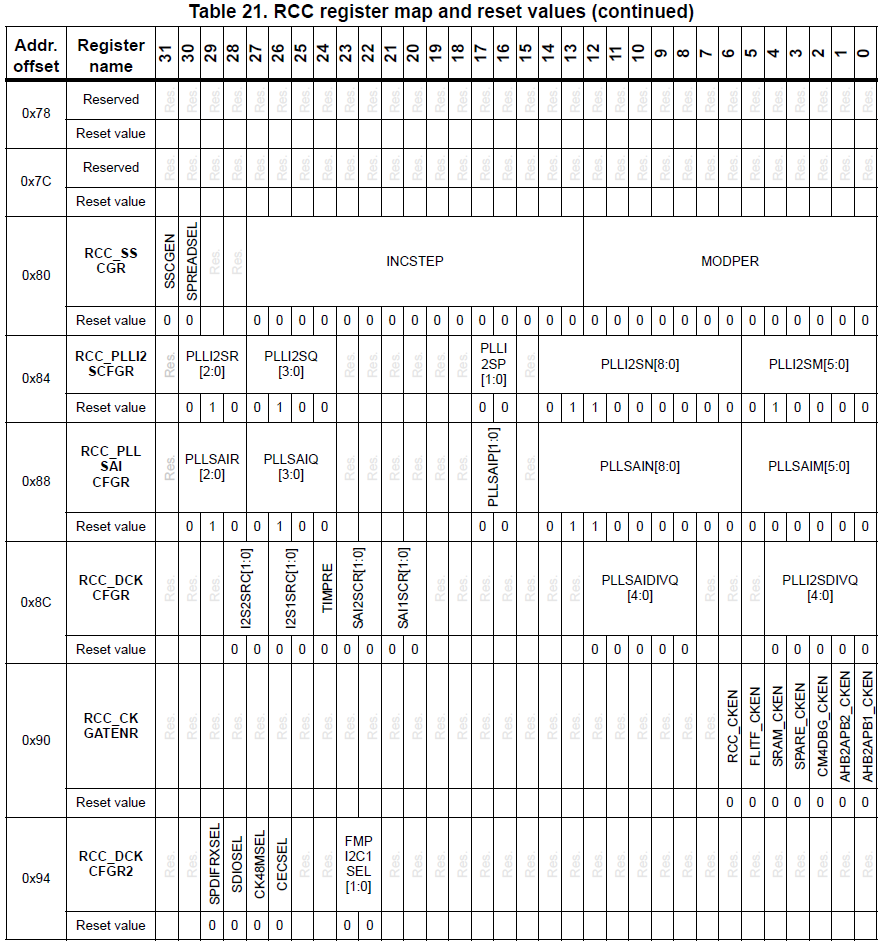 Table 21. RCC register map and reset values (continued)
Addr. offset Register name 31 30 29 28 27 26 25 24 23 22 21 20 19 18 17 16 15 14 13 12 11 10 9 8 7 6 5 4 3 2 1 0
0x78 Reserved Res. Res. Res. Res. Res. Res. Res. Res. Res. Res. Res. Res. Res. Res. Res. Res. Res. Res. Res. Res. Res. Res. Res. Res. Res. Res. Res. Res. Res. Res. Res. Res.
Reset value
0x7C Reserved Res. Res. Res. Res. Res. Res. Res. Res. Res. Res. Res. Res. Res. Res. Res. Res. Res. Res. Res. Res. Res. Res. Res. Res. Res. Res. Res. Res. Res. Res. Res. Res.
Reset value
0x80 RCC_SS CGR SSCGEN SPREADSEL Res. Res. INCSTEP MODPER
Reset value 0 0 0 0 0 0 0 0 0 0 0 0 0 0 0 0 0 0 0 0 0 0 0 0 0 0 0 0 0 0
0x84 RCC_PLLI2 SCFGR Res. PLLI2SR [2:0] PLLI2SQ [3:0] Res. Res. Res. Res. Res. Res. PLLI 2SP [1:0] Res. PLLI2SN[8:0] PLLI2SM[5:0]
Reset value 0 1 0 0 1 0 0 0 0 0 1 1 0 0 0 0 0 0 0 1 0 0 0 0
0x88 RCC_PLL SAI CFGR Res. PLLSAIR [2:0] PLLSAIQ [3:0] Res. Res. Res. Res. Res. Res. PLLSAIP[1:0] Res. PLLSAIN[8:0] PLLSAIM[5:0]
Reset value 0 1 0 0 1 0 0 0 0 0 1 1 0 0 0 0 0 0 0 0 0 0 0 0
0x8C RCC_DCK CFGR Res. Res. Res. I2S2SRC[1:0] I2S1SRC[1:0] TIMPRE SAI2SCR[1:0] SAI1SCR[1:0] Res. Res. Res. Res. Res. Res. Res. PLLSAIDIVQ [4:0] Res. Res. Res. PLLI2SDIVQ [4:0]
Reset value 0 0 0 0 0 0 0 0 0 0 0 0 0 0 0 0 0 0 0
0x90 RCC_CK GATENR Res. Res. Res. Res. Res. Res. Res. Res. Res. Res. Res. Res. Res. Res. Res. Res. Res. Res. Res. Res. Res. Res. Res. Res. Res. RCC_CKEN FLITF_CKEN SRAM_CKEN SPARE_CKEN CM4DBG_CKEN AHB2APB2_CKEN AHB2APB1_CKEN
Reset value 0 0 0 0 0 0 0
0x94 RCC_DCK CFGR2 Res. Res. SPDIFRXSEL SDIOSEL CK48MSEL CECSEL Res. Res. FMP I2C1 SEL [1:0] Res. Res. Res. Res. Res. Res. Res. Res. Res. Res. Res. Res. Res. Res. Res. Res. Res. Res. Res. Res. Res. Res.
Reset value 0 0 0 0 0 0